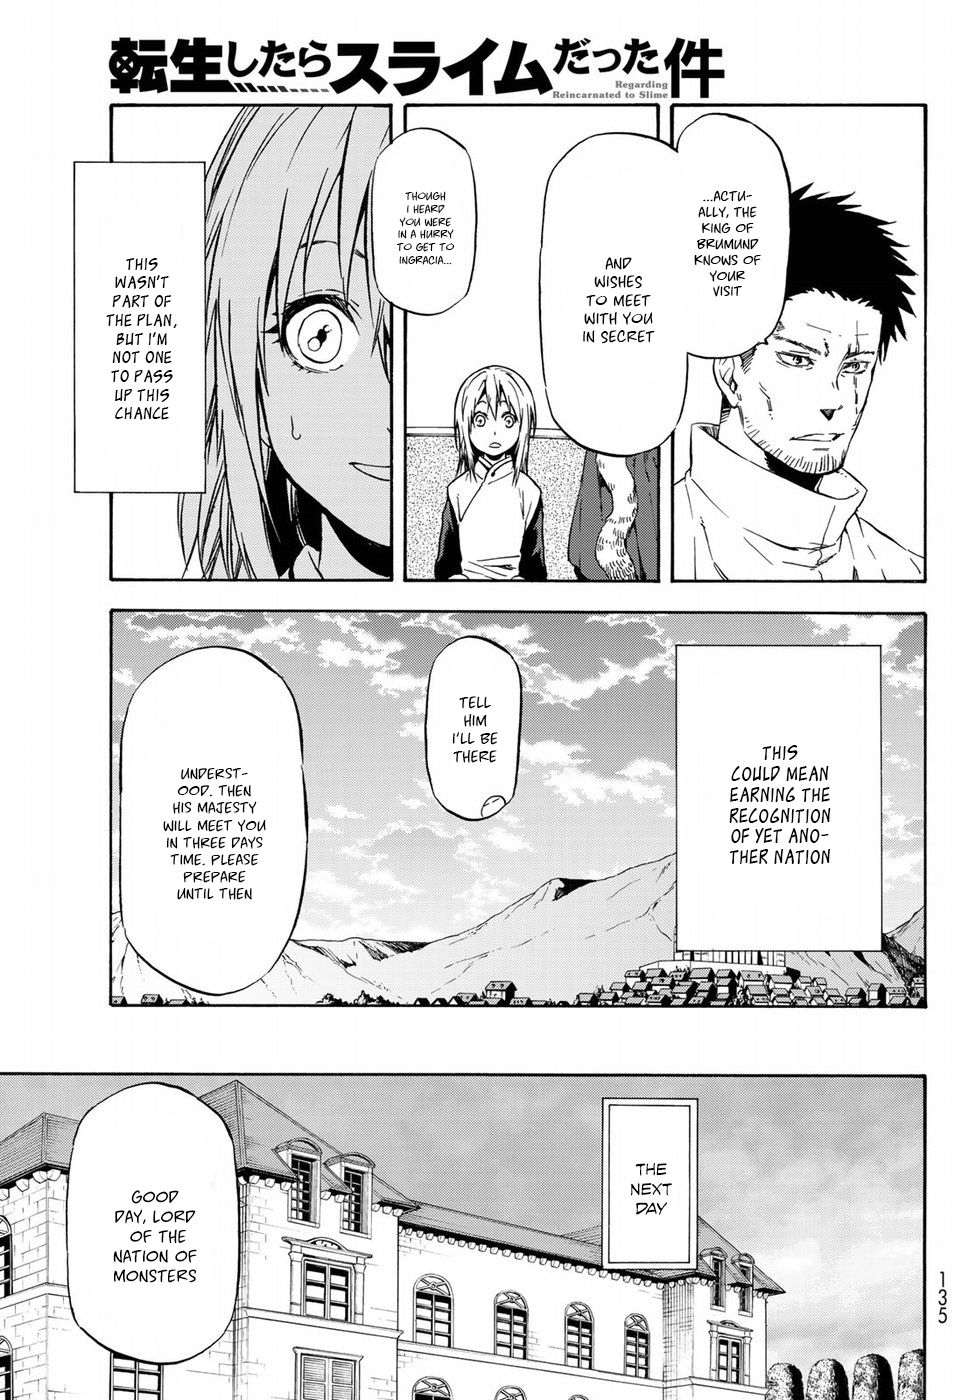 転生したらスライムだった件
Regarding
Reincarnated to Slime
...ACTU-
ALLY, THE
KING OF
BRUMUND
KNOWS OF
YOUR
VISIT
AND
WISHES
TO MEET
WITH YOU
IN SECRET
THOUGH
I HEARD
YOU WERE
IN A HURRY
TO GET TO
INGRACIA...
THIS
WASN'T
PART OF
THE PLAN,
BUT I'M
NOT ONE
TO PASS
UP THIS
CHANCE
THIS
COULD MEAN
EARNING THE
RECOGNITION
OF YET ANO-
THER NATION
TELL
HIM
I'LL BE
THERE
UNDERST-
OOD. THEN
HIS MAJESTY
WILL MEET YOU
IN THREE DAYS
TIME. PLEASE
PREPARE
UNTIL THEN
THE
NEXT
DAY
GOOD
DAY, LORD
OF THE
NATION OF
MONSTERS
135